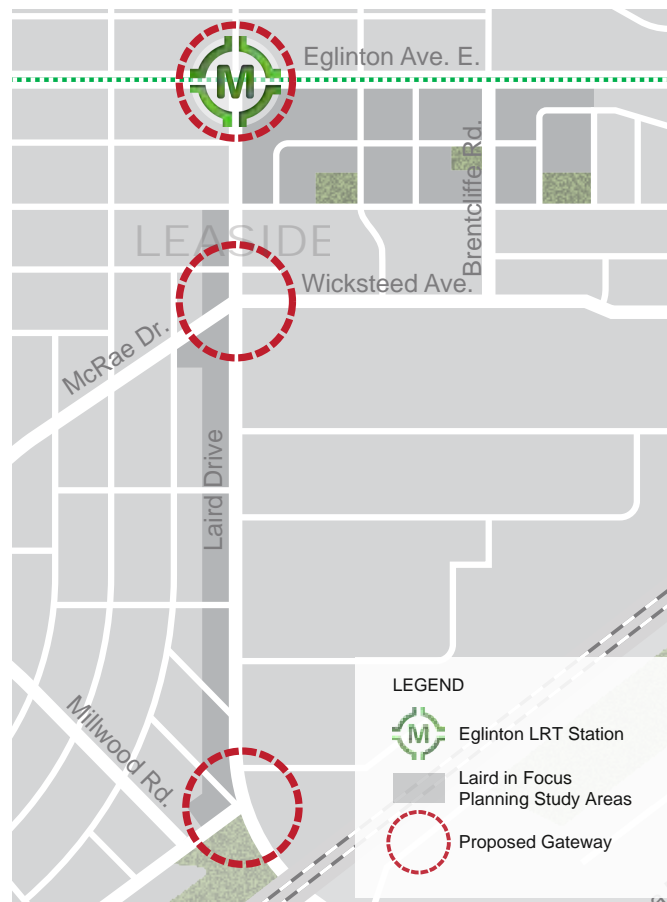 Eglinton Ave. E.
M
Brentcliffe Rd.
LEASIDE
Wicksteed Ave.
McRae Dr.
Laird Drive
Millwood Rd.
LEGEND
M
Eglinton LRT Station
Laird in Focus
Planning Study Areas
Proposed Gateway